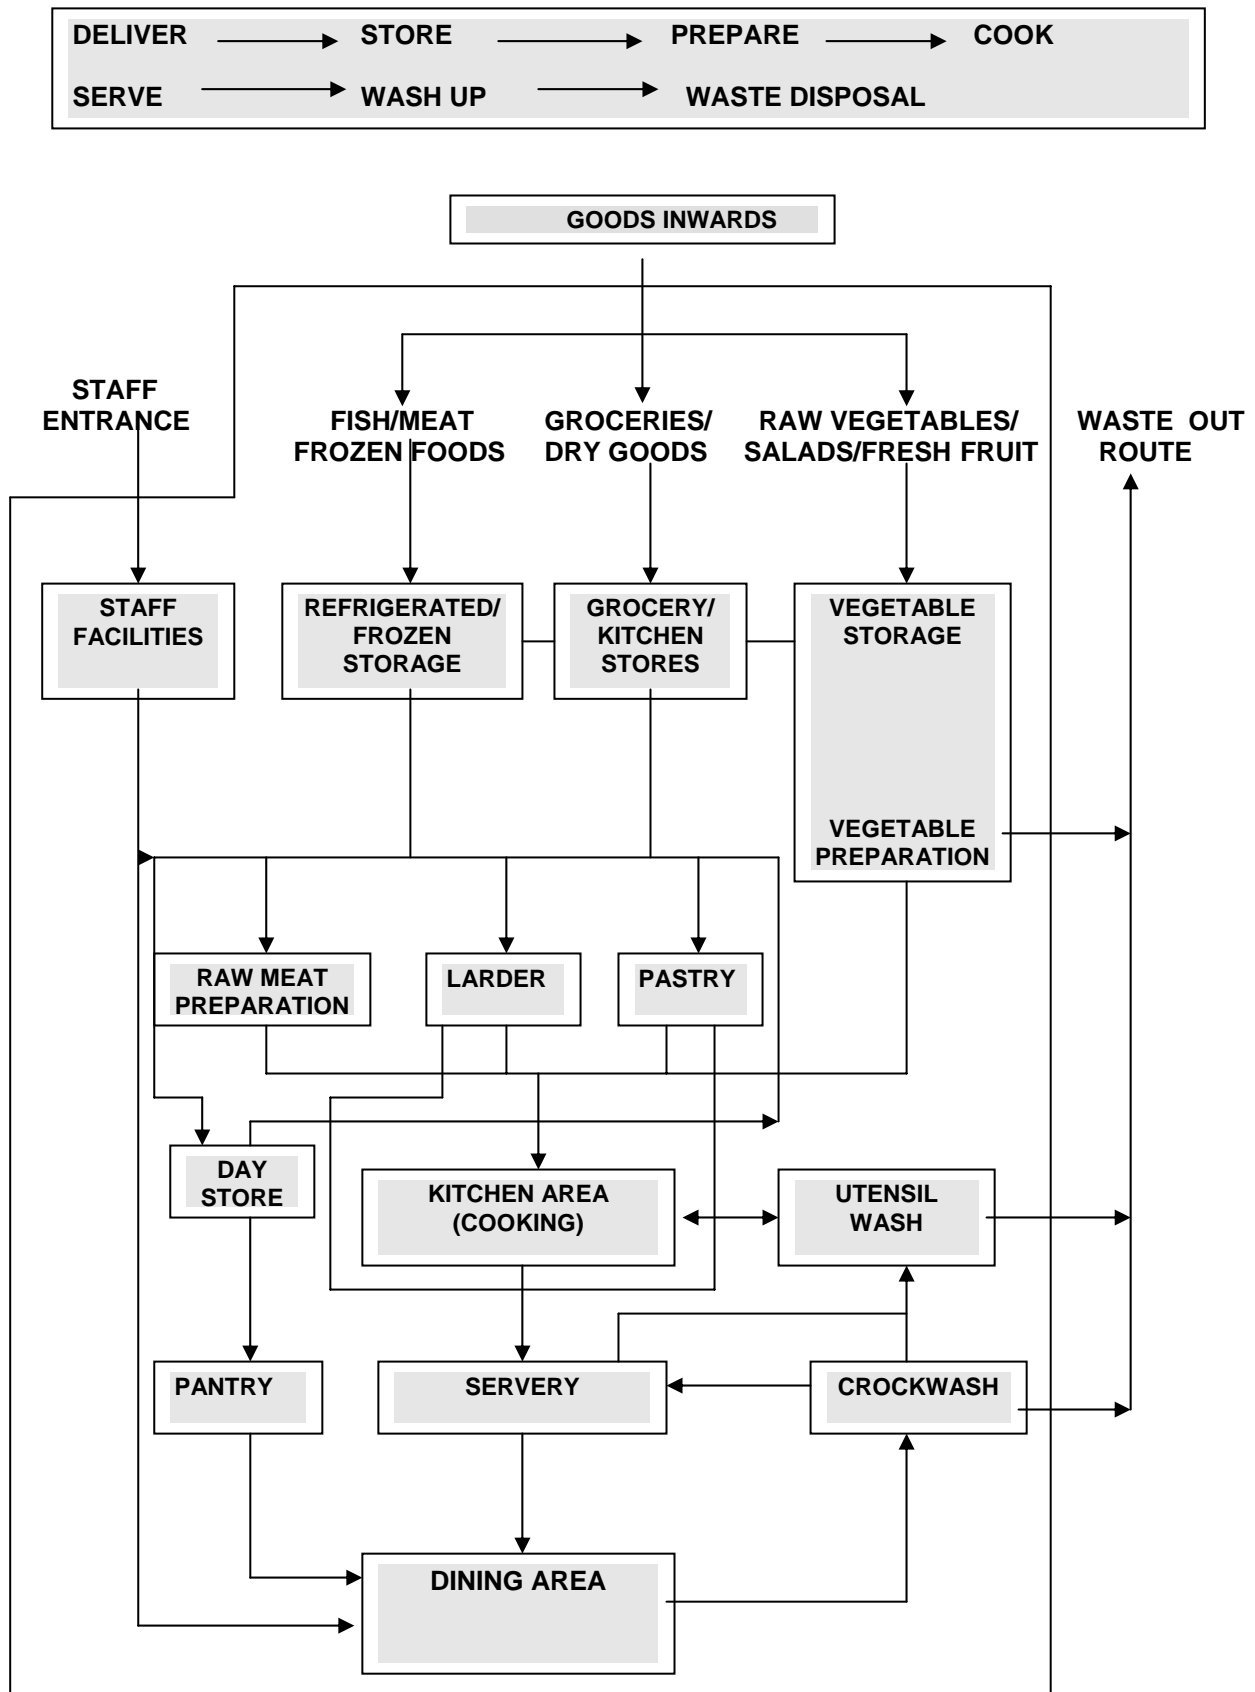 DELIVER STORE PREPARE COOK
SERVE WASH UP WASTE DISPOSAL
GOODS INWARDS
STAFF
ENTRANCE
FISH/MEAT
FROZEN FOODS
GROCERIES/
DRY GOODS
RAW VEGETABLES/
SALADS/FRESH FRUIT
WASTE OUT
ROUTE
STAFF
FACILITIES
REFRIGERATED/
FROZEN
STORAGE
GROCERY/
KITCHEN
STORES
VEGETABLE
STORAGE
VEGETABLE
PREPARATION
RAW MEAT
PREPARATION
LARDER
PASTRY
DAY
STORE
KITCHEN AREA
(COOKING)
UTENSIL
WASH
PANTRY
SERVERY
CROCKWASH
DINING AREA